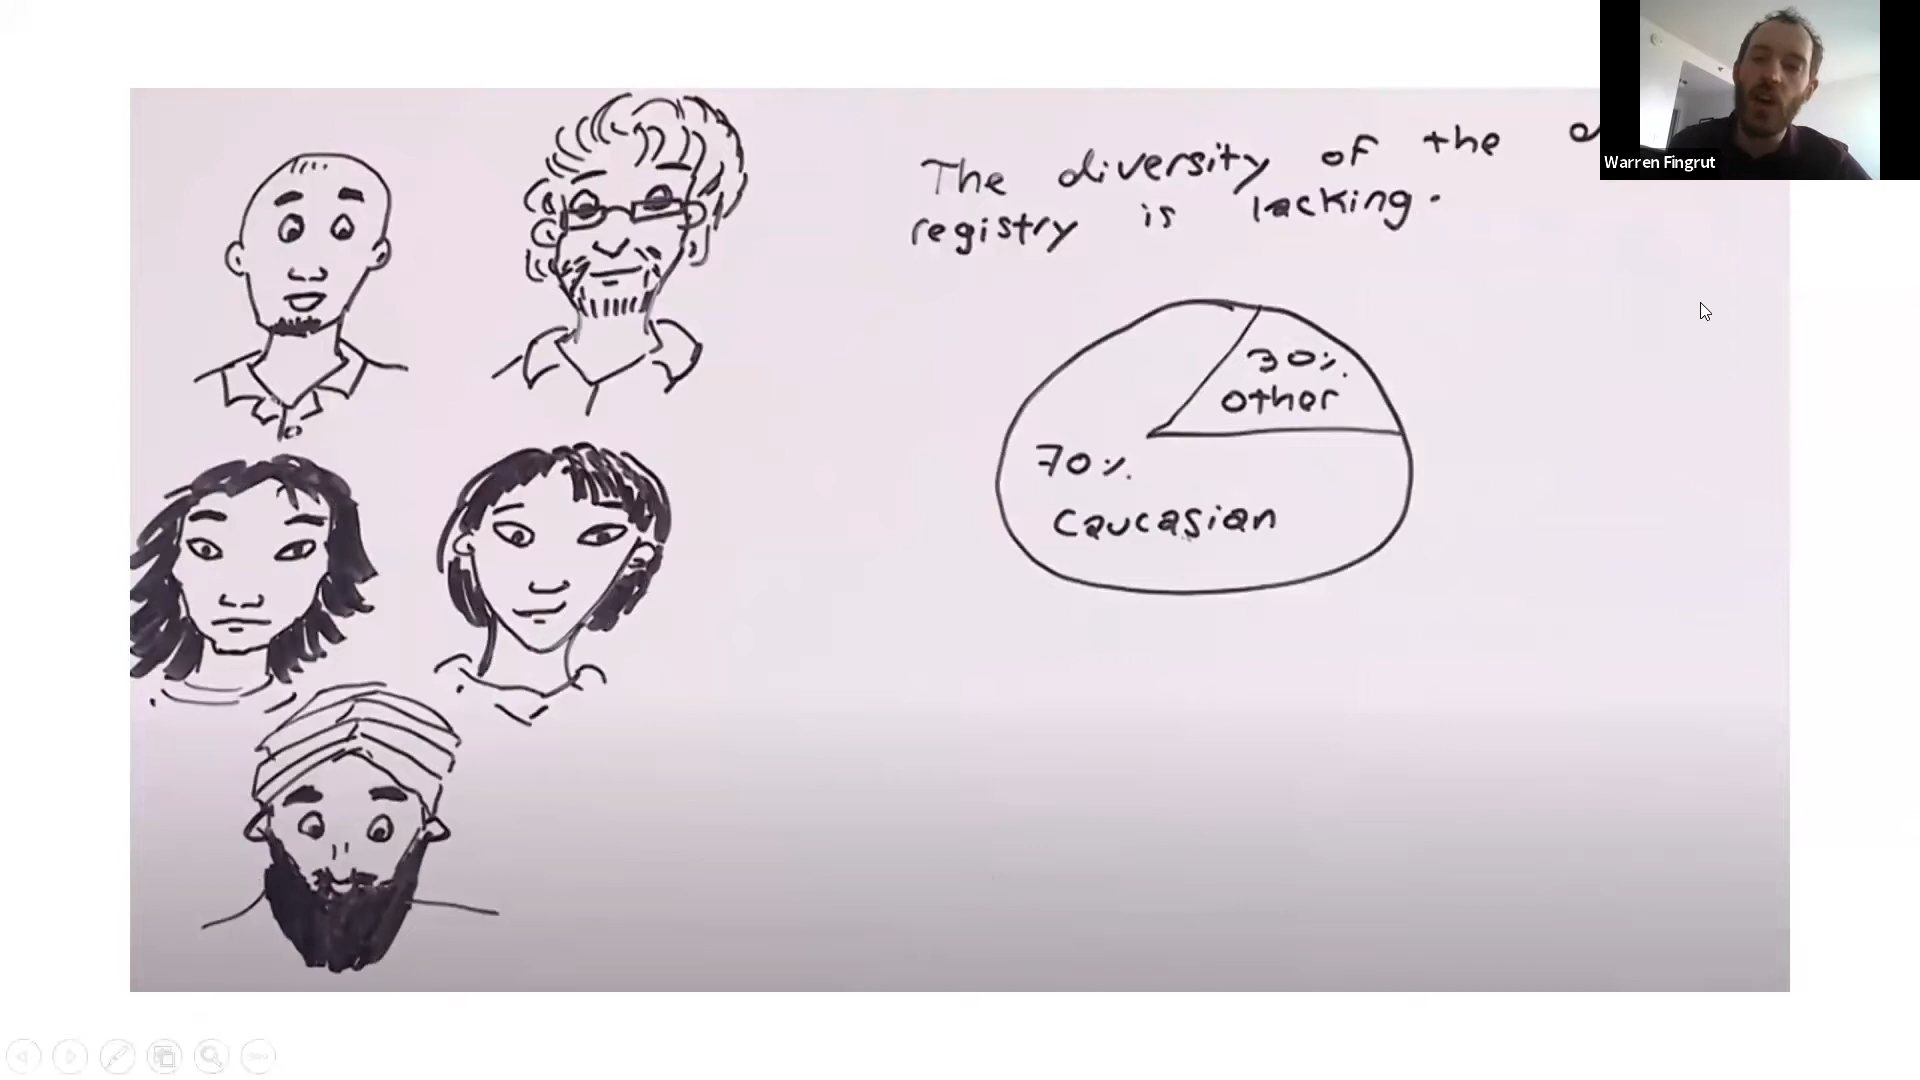 The diversity of the
registry is lacking.
30%
other
70%
Caucasian
Warren Fingrut